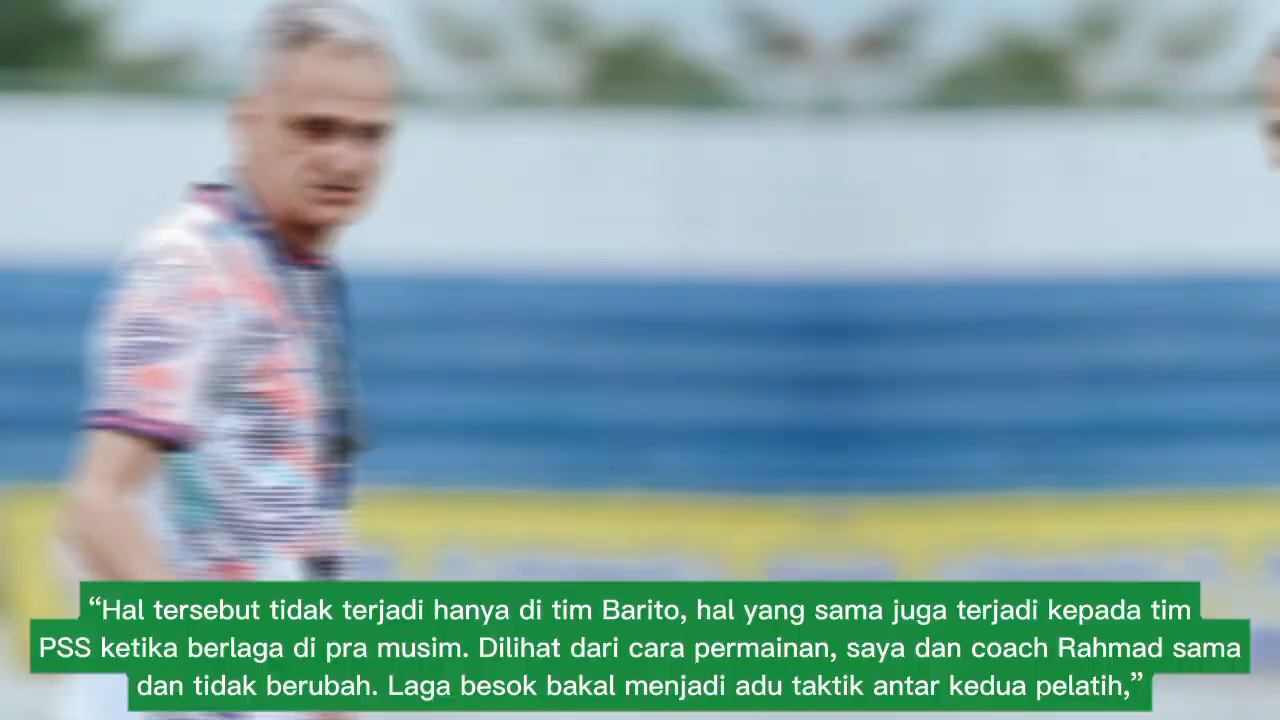 “Hal tersebut tidak terjadi hanya di tim Barito, hal yang sama juga terjadi kepada tim
PSS ketika berlaga di pra musim. Dilihat dari cara permainan, saya dan coach Rahmad sama
dan tidak berubah. Laga besok bakal menjadi adu taktik antar kedua pelatih,”